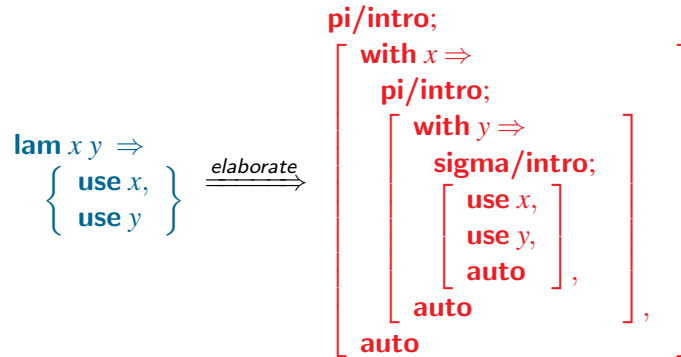 lam x y ⇒
{ use x,
use y }
elaborate
⟹
pi/intro;
[ with x ⇒
pi/intro;
[ with y ⇒
sigma/intro;
[ use x,
use y,
auto ] ,
auto ] ,
auto ]